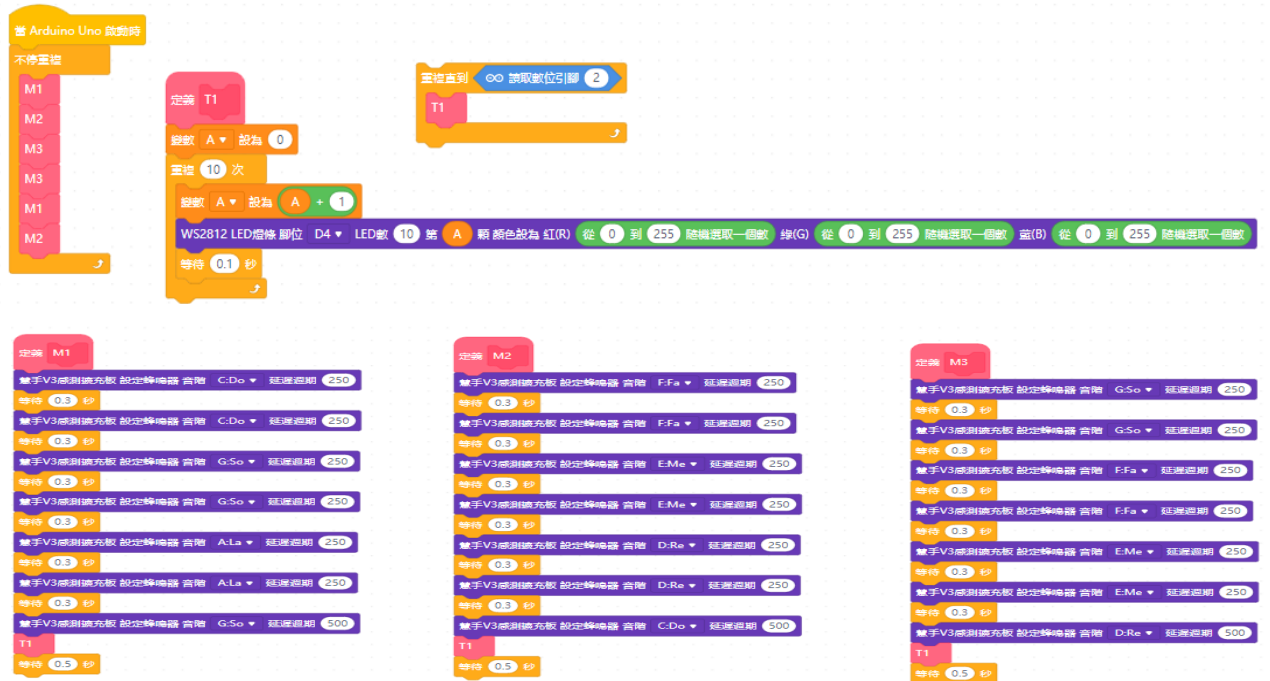 當 Arduino Uno 啟動時
不停重複
M1
M2
M3
M3
M1
M2
定義 T1
變數 A 設為 0
重複 10 次
變數 A 設為 A + 1
WS2812 LED燈條 腳位 D4 LED數 10 第 A 顆 顏色設為 紅(R) 從 0 到 255 隨機選取一個數 綠(G) 從 0 到 255 隨機選取一個數 藍(B) 從 0 到 255 隨機選取一個數
等待 0.1 秒
重複直到 讀取數位引腳 2
T1
定義 M1
慧手V3感測擴充板 設定蜂鳴器 音階 C:Do 延遲週期 250
等待 0.3 秒
慧手V3感測擴充板 設定蜂鳴器 音階 C:Do 延遲週期 250
等待 0.3 秒
慧手V3感測擴充板 設定蜂鳴器 音階 G:So 延遲週期 250
等待 0.3 秒
慧手V3感測擴充板 設定蜂鳴器 音階 G:So 延遲週期 250
等待 0.3 秒
慧手V3感測擴充板 設定蜂鳴器 音階 A:La 延遲週期 250
等待 0.3 秒
慧手V3感測擴充板 設定蜂鳴器 音階 A:La 延遲週期 250
等待 0.3 秒
慧手V3感測擴充板 設定蜂鳴器 音階 G:So 延遲週期 500
T1
等待 0.5 秒
定義 M2
慧手V3感測擴充板 設定蜂鳴器 音階 F:Fa 延遲週期 250
等待 0.3 秒
慧手V3感測擴充板 設定蜂鳴器 音階 F:Fa 延遲週期 250
等待 0.3 秒
慧手V3感測擴充板 設定蜂鳴器 音階 E:Me 延遲週期 250
等待 0.3 秒
慧手V3感測擴充板 設定蜂鳴器 音階 E:Me 延遲週期 250
等待 0.3 秒
慧手V3感測擴充板 設定蜂鳴器 音階 D:Re 延遲週期 250
等待 0.3 秒
慧手V3感測擴充板 設定蜂鳴器 音階 D:Re 延遲週期 250
等待 0.3 秒
慧手V3感測擴充板 設定蜂鳴器 音階 C:Do 延遲週期 500
T1
等待 0.5 秒
定義 M3
慧手V3感測擴充板 設定蜂鳴器 音階 G:So 延遲週期 250
等待 0.3 秒
慧手V3感測擴充板 設定蜂鳴器 音階 G:So 延遲週期 250
等待 0.3 秒
慧手V3感測擴充板 設定蜂鳴器 音階 F:Fa 延遲週期 250
等待 0.3 秒
慧手V3感測擴充板 設定蜂鳴器 音階 F:Fa 延遲週期 250
等待 0.3 秒
慧手V3感測擴充板 設定蜂鳴器 音階 E:Me 延遲週期 250
等待 0.3 秒
慧手V3感測擴充板 設定蜂鳴器 音階 E:Me 延遲週期 250
等待 0.3 秒
慧手V3感測擴充板 設定蜂鳴器 音階 D:Re 延遲週期 500
T1
等待 0.5 秒